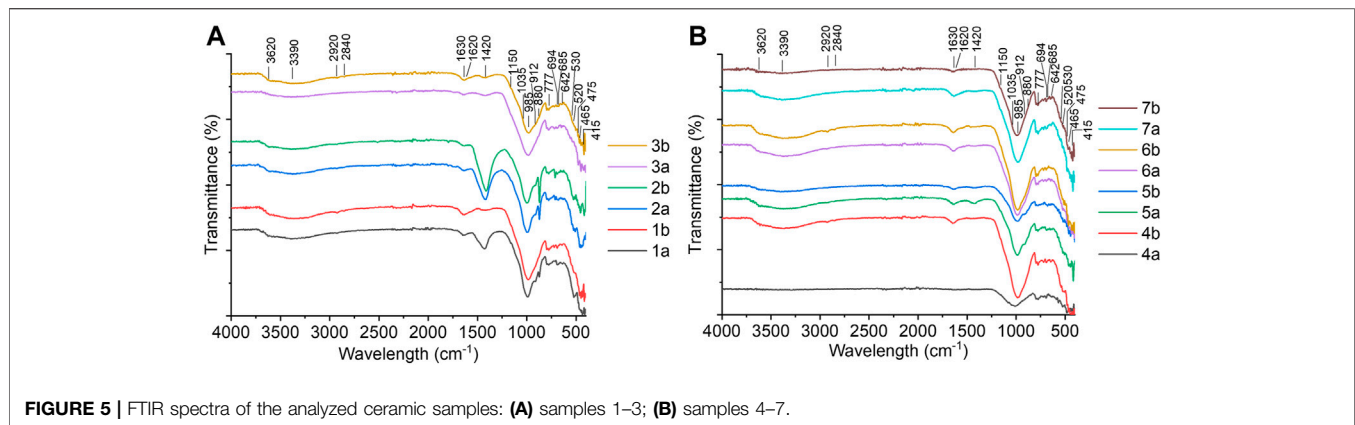 A
3620
3390
2920
2840
1630
1620
1420
1150
1035
985
912
880
777
694
642
685
530
520
475
465
415
Transmittance (%)
3b
3a
2b
2a
1b
1a
4000
3500
3000
2500
2000
1500
1000
500
Wavelength (cm-1)
B
3620
3390
2920
2840
1630
1620
1420
1150
1035
985
912
880
777
694
642
685
530
520
475
465
415
Transmittance (%)
7b
7a
6b
6a
5b
5a
4b
4a
4000
3500
3000
2500
2000
1500
1000
500
Wavelength (cm-1)
FIGURE 5 | FTIR spectra of the analyzed ceramic samples: (A) samples 1–3; (B) samples 4–7.